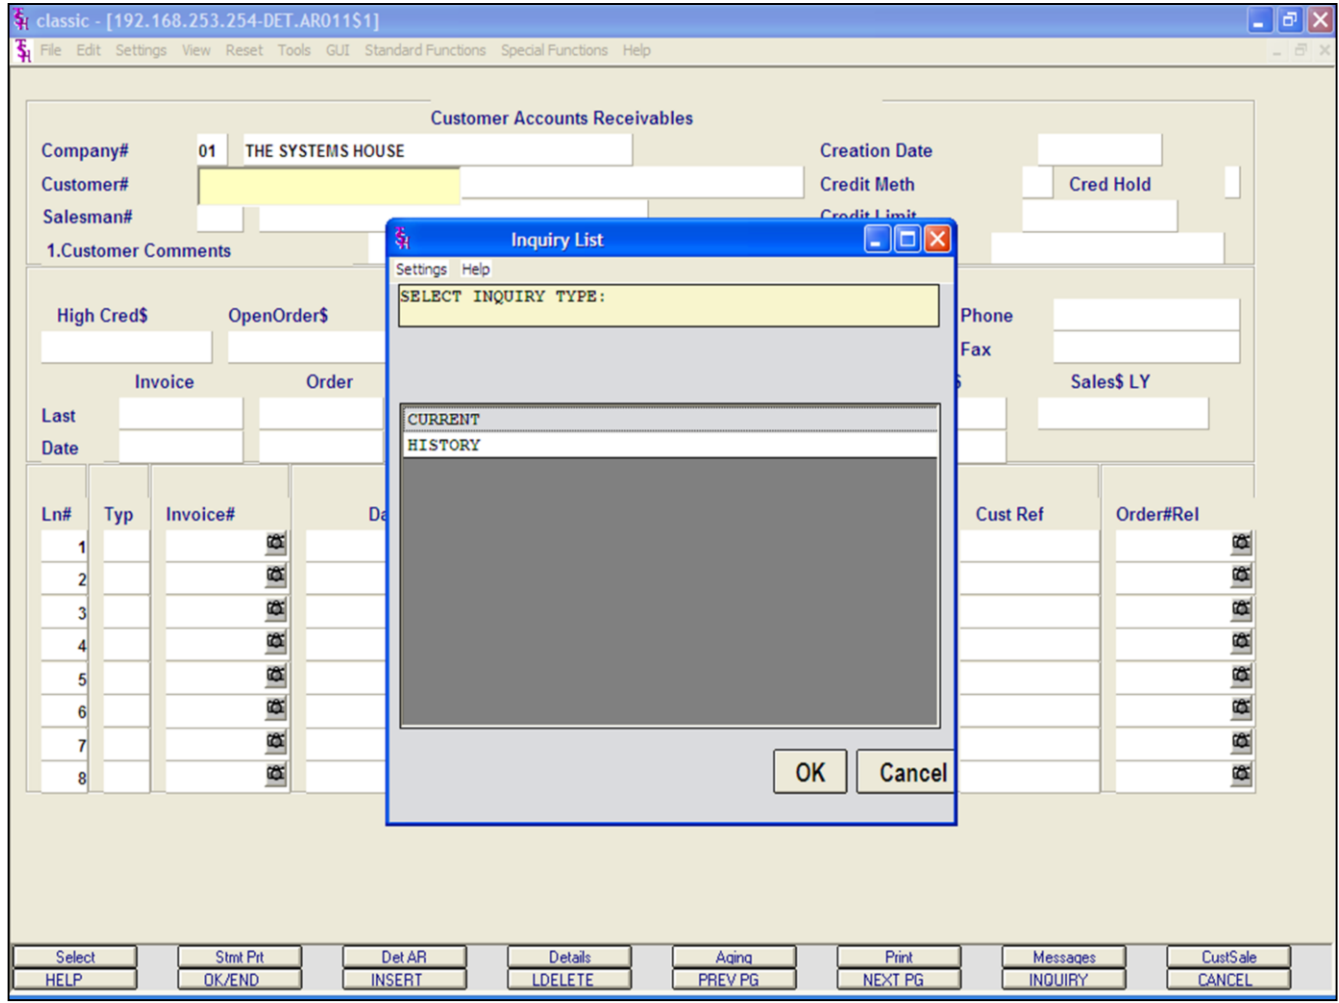 classic - [192.168.253.254-DET.AR011$1]
File Edit Settings View Reset Tools GUI Standard Functions Special Functions Help
Customer Accounts Receivables
Company# 01 THE SYSTEMS HOUSE Creation Date
Customer# Credit Meth Cred Hold
Salesman# Credit Limit
1.Customer Comments
Inquiry List
Settings Help
SELECT INQUIRY TYPE:
CURRENT
HISTORY
OK Cancel
High Cred$ OpenOrder$ Phone
Fax
Invoice Order $ Sales$ LY
Last
Date
Ln# Typ Invoice# Da Cust Ref Order#Rel
1
2
3
4
5
6
7
8
Select Stmt Prt Det AR Details Aging Print Messages CustSale
HELP OK/END INSERT LDELETE PREV PG NEXT PG INQUIRY CANCEL